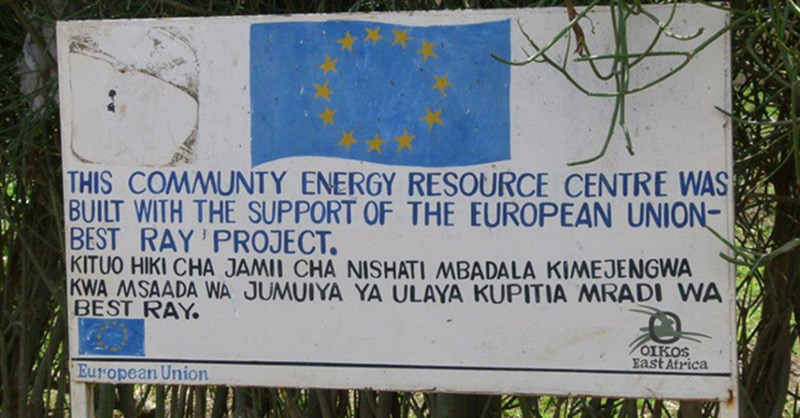 THIS COMMUNTY ENERGY RESOURCE CENTRE WAS
BUILT WITH THE SUPPORT OF THE EUROPEAN UNION-
BEST RAY PROJECT.
KITUO HIKI CHA JAMII CHA NISHATI MBADALA KIMEJENGWA
KWA MSAADA WA JUMUIYA YA ULAYA KUPITIA MRADI WA
BEST RAY.
European Union
OIKOS
East Africa